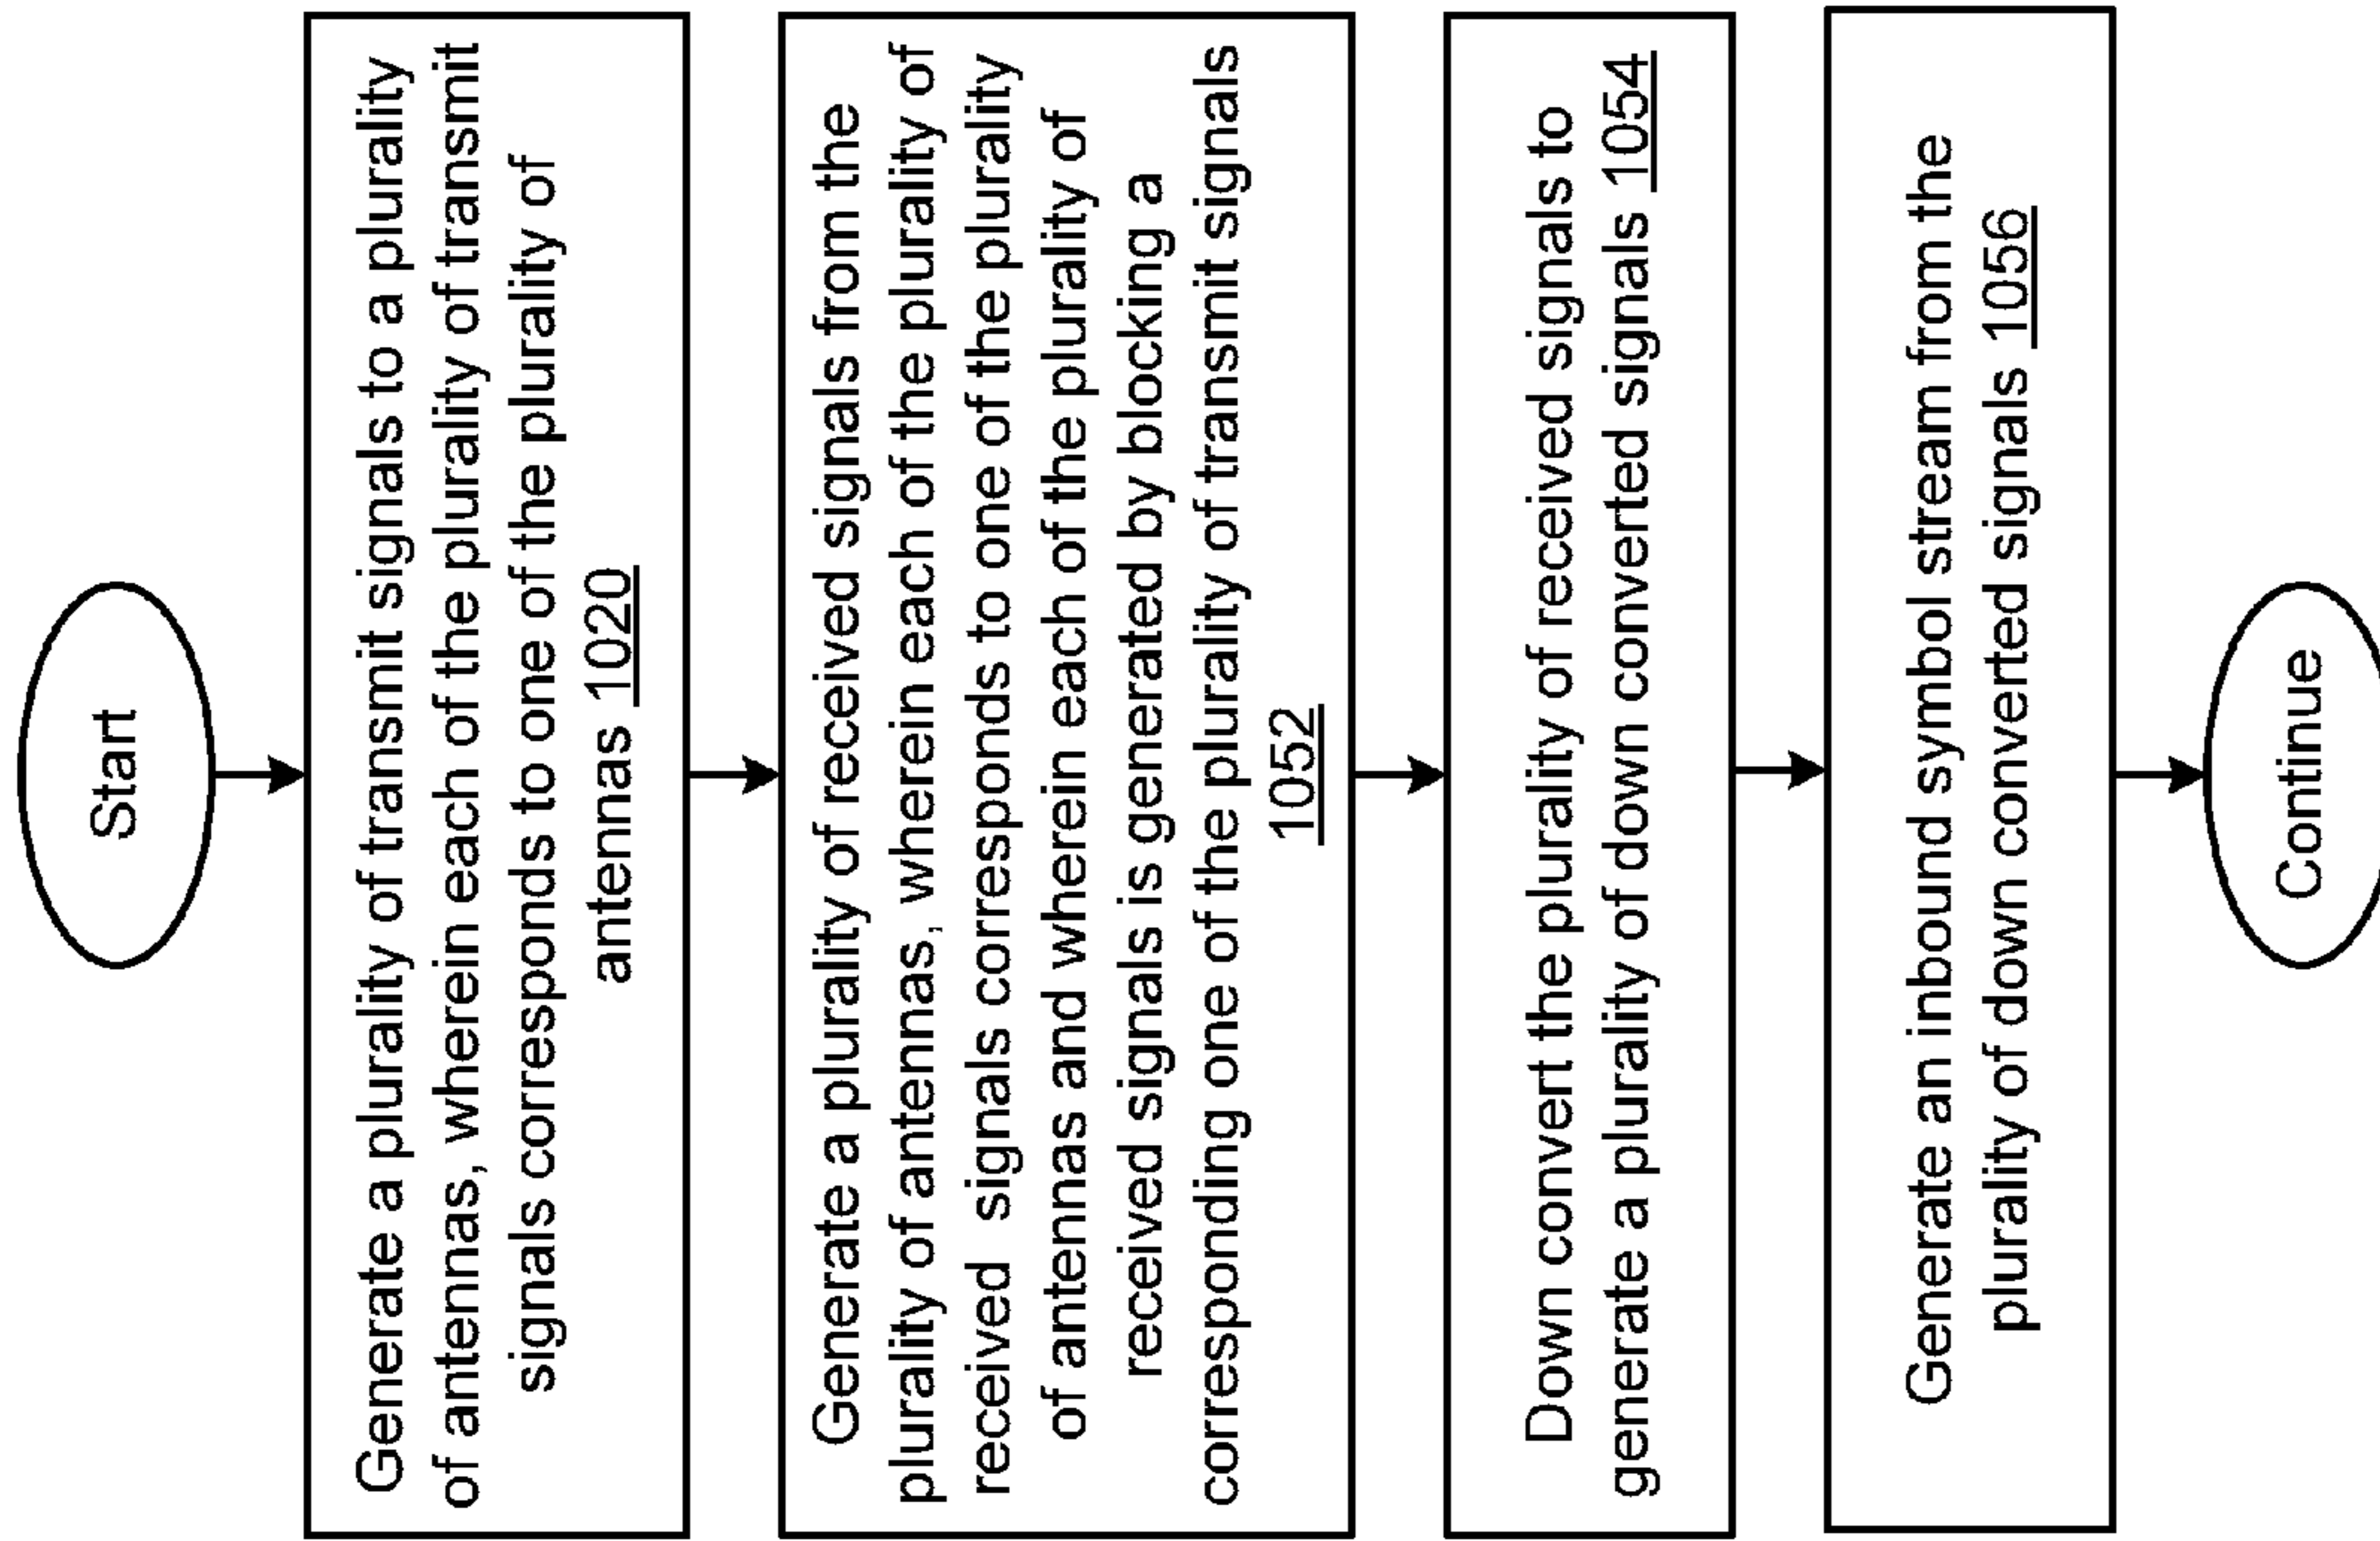 Start
Generate a plurality of transmit signals to a plurality
of antennas, wherein each of the plurality of transmit
signals corresponds to one of the plurality of
antennas 1020
Generate a plurality of received signals from the
plurality of antennas, wherein each of the plurality of
received signals corresponds to one of the plurality
of antennas and wherein each of the plurality of
received signals is generated by blocking a
corresponding one of the plurality of transmit signals
1052
Down convert the plurality of received signals to
generate a plurality of down converted signals 1054
Generate an inbound symbol stream from the
plurality of down converted signals 1056
Continue